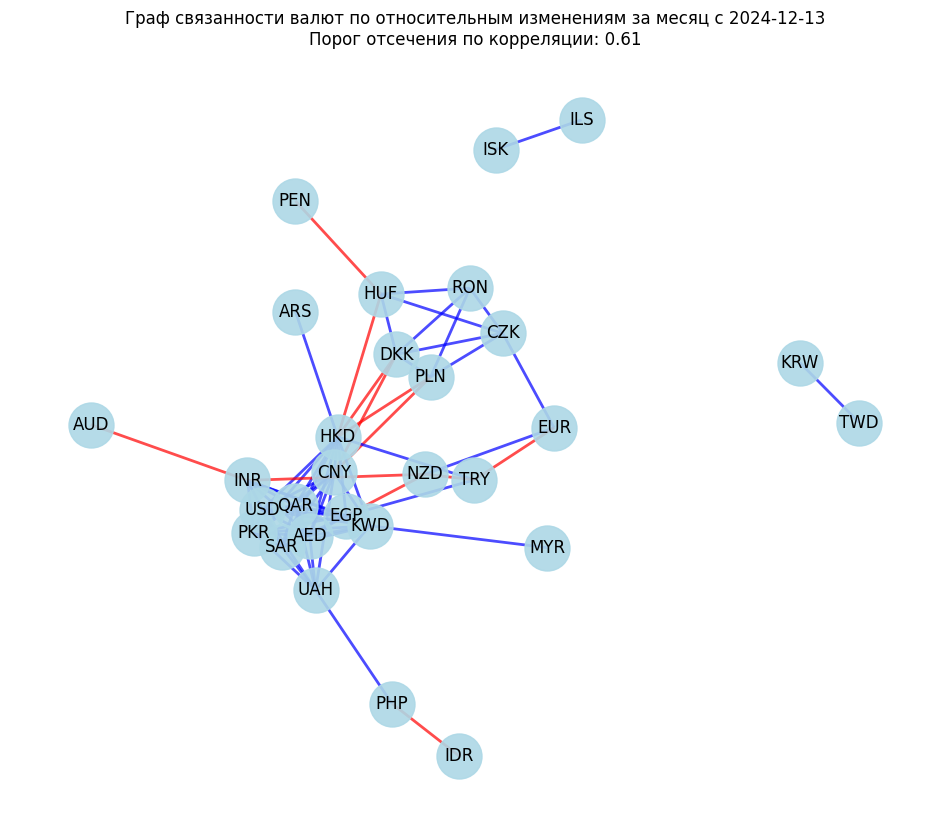 Граф связанности валют по относительным изменениям за месяц с 2024-12-13
Порог отсечения по корреляции: 0.61
ILS
ISK
PEN
RON
HUF
ARS
CZK
DKK
KRW
PLN
TWD
AUD
EUR
HKD
CNY
NZD
INR
TRY
QAR
USD
EGP
KWD
PKR
AED
SAR
MYR
UAH
PHP
IDR